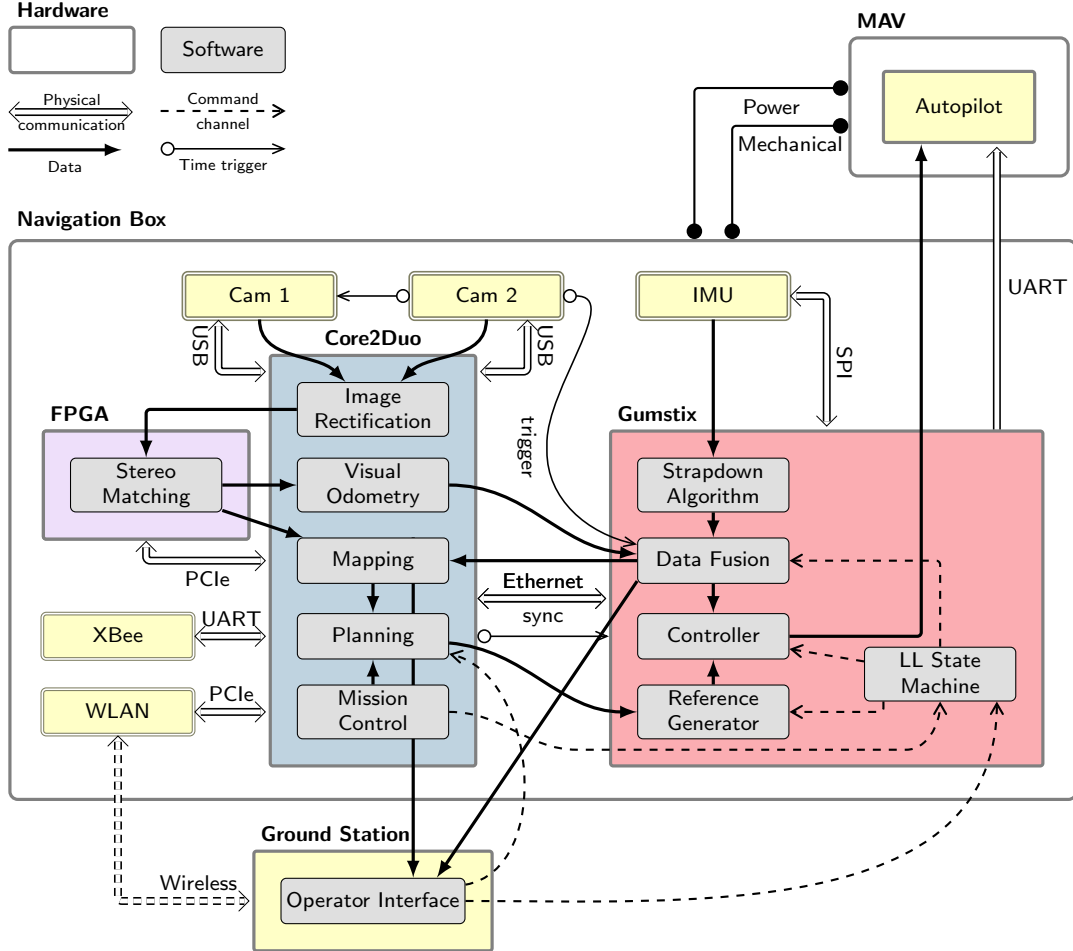 Hardware
MAV
Software
Physical
communication
Command
channel
Data
Time trigger
Power
Mechanical
Autopilot
Navigation Box
UART
Cam 1
Cam 2
IMU
USB
USB
SPI
Core2Duo
Image
Rectification
trigger
FPGA
Gumstix
Stereo
Matching
Visual
Odometry
Strapdown
Algorithm
Mapping
Data Fusion
PCIe
Ethernet
sync
XBee
UART
Planning
Controller
LL State
Machine
WLAN
PCIe
Mission
Control
Reference
Generator
Ground Station
Wireless
Operator Interface